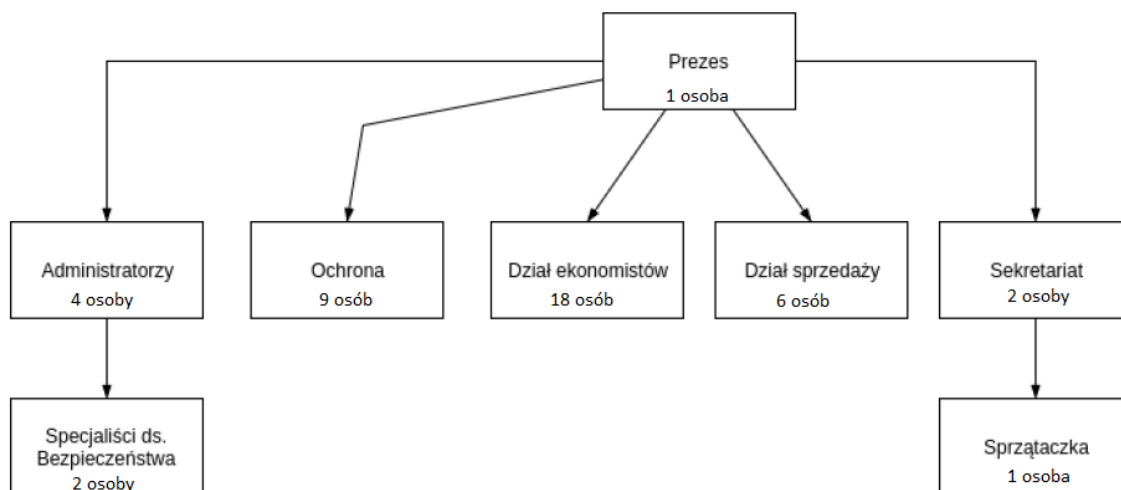 Prezes
1 osoba
Administratorzy
4 osoby
Ochrona
9 osób
Dział ekonomistów
18 osób
Dział sprzedaży
6 osób
Sekretariat
2 osoby
Specjaliści ds.
Bezpieczeństwa
2 osoby
Sprzątaczka
1 osoba